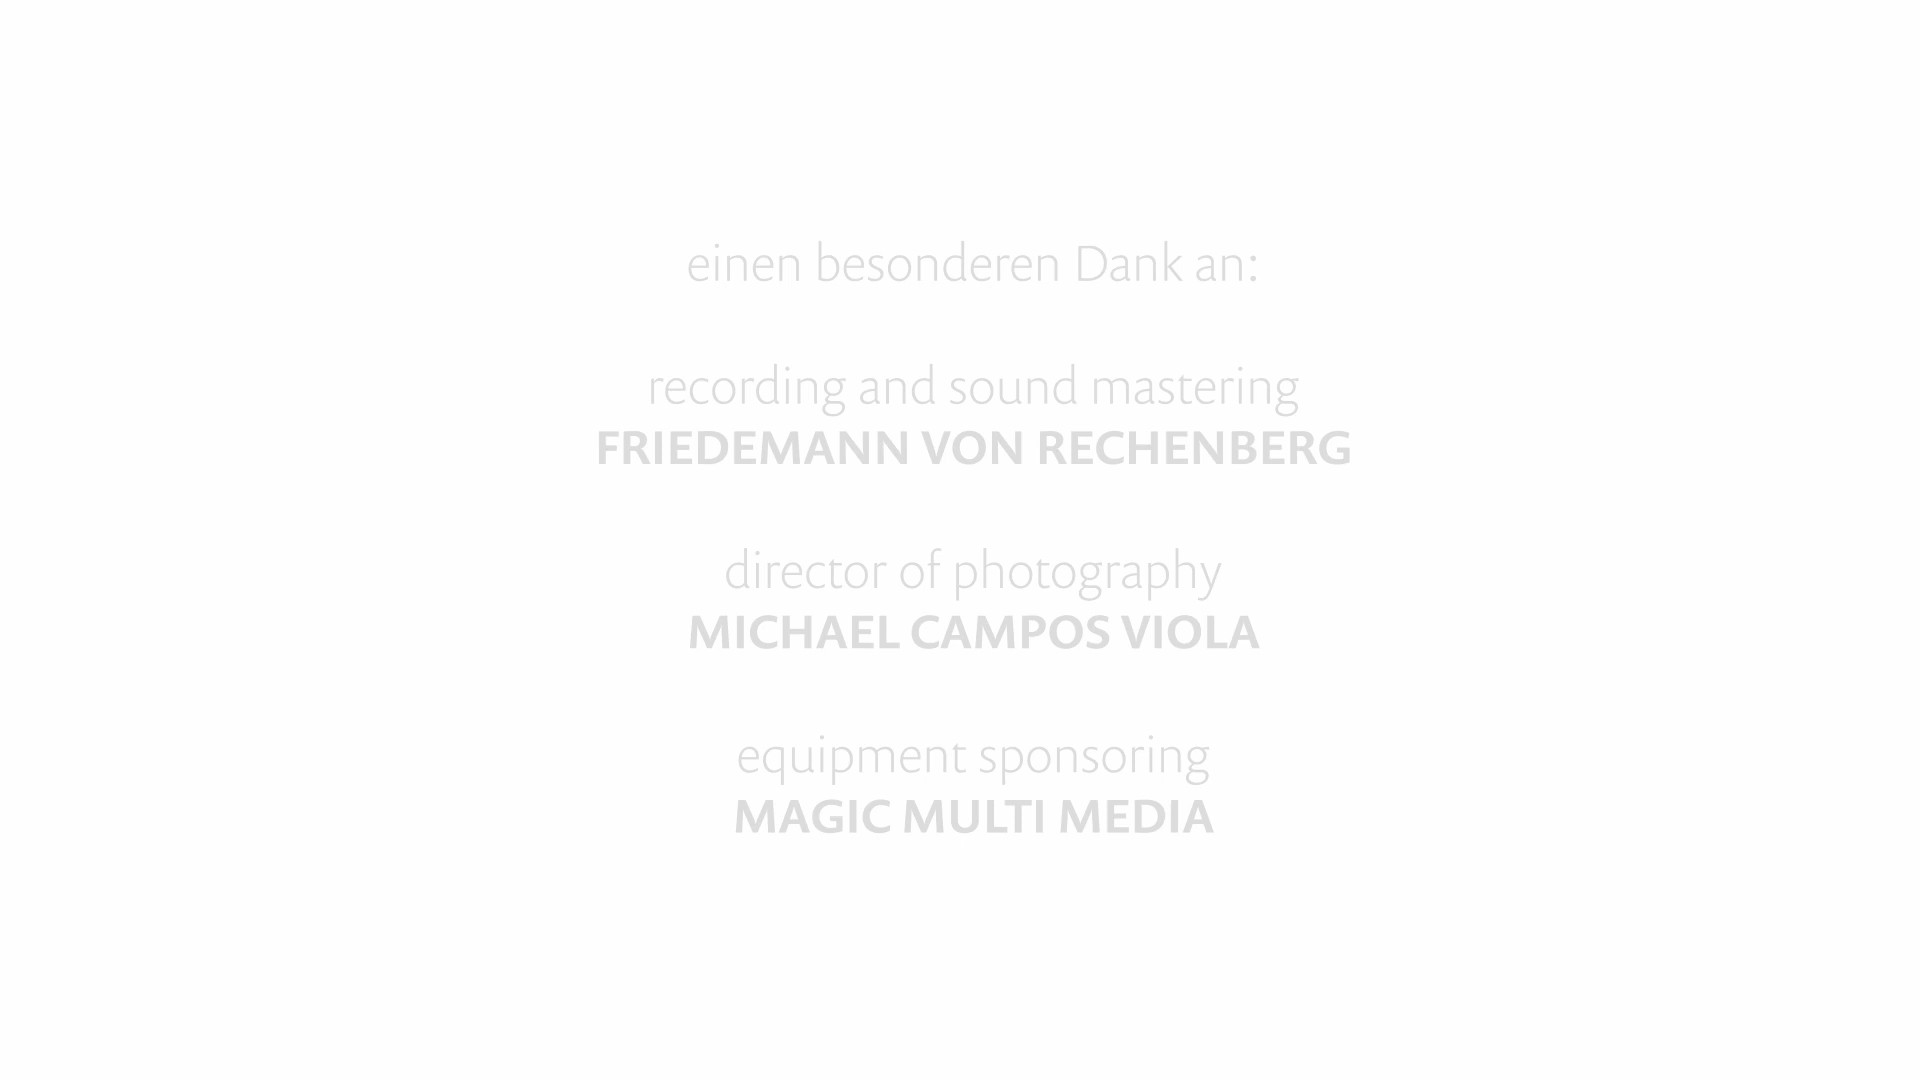 einen besonderen Dank an:
recording and sound mastering
FRIEDEMANN VON RECHENBERG
director of photography
MICHAEL CAMPOS VIOLA
equipment sponsoring
MAGIC MULTI MEDIA